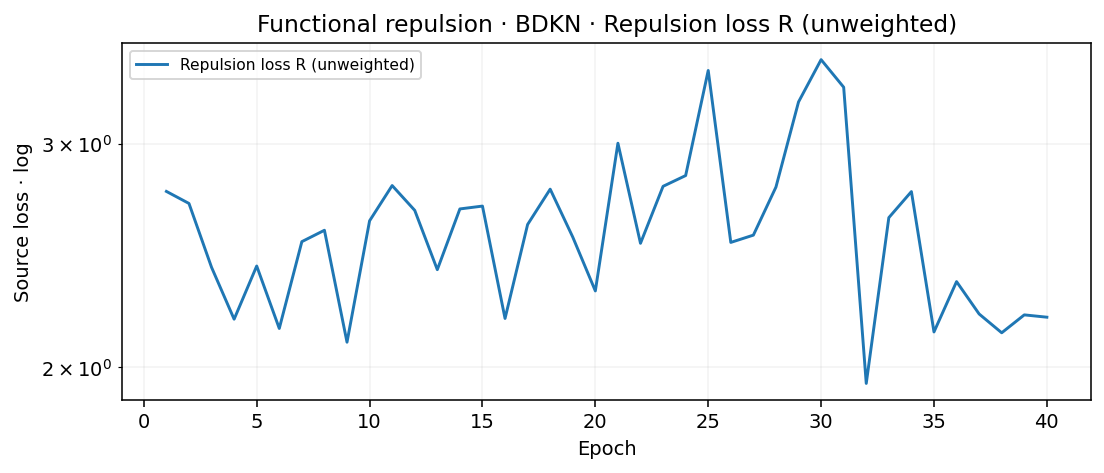 Functional repulsion · BDKN · Repulsion loss R (unweighted)
Repulsion loss R (unweighted)
Source loss · log
3 × 10⁰
2 × 10⁰
0 5 10 15 20 25 30 35 40
Epoch